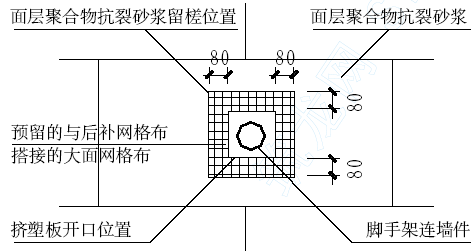 面层聚合物抗裂砂浆留槎位置
面层聚合物抗裂砂浆
80
80
80
预留的与后补网格布
搭接的大面网格布
80
挤塑板开口位置
脚手架连墙件